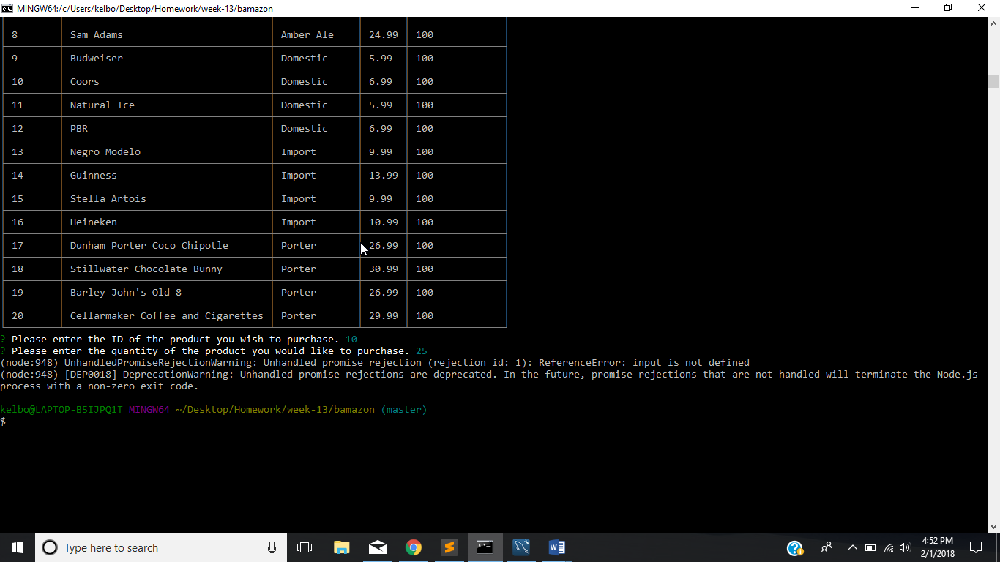 MINGW64:/c/Users/kelbo/Desktop/Homework/week-13/bamazon
8 Sam Adams Amber Ale 24.99 100
9 Budweiser Domestic 5.99 100
10 Coors Domestic 6.99 100
11 Natural Ice Domestic 5.99 100
12 PBR Domestic 6.99 100
13 Negro Modelo Import 9.99 100
14 Guinness Import 13.99 100
15 Stella Artois Import 9.99 100
16 Heineken Import 10.99 100
17 Dunham Porter Coco Chipotle Porter 26.99 100
18 Stillwater Chocolate Bunny Porter 30.99 100
19 Barley John's Old 8 Porter 26.99 100
20 Cellarmaker Coffee and Cigarettes Porter 29.99 100
? Please enter the ID of the product you wish to purchase. 10
? Please enter the quantity of the product you would like to purchase. 25
(node:948) UnhandledPromiseRejectionWarning: Unhandled promise rejection (rejection id: 1): ReferenceError: input is not defined
(node:948) [DEP0018] DeprecationWarning: Unhandled promise rejections are deprecated. In the future, promise rejections that are not handled will terminate the Node.js
process with a non-zero exit code.
kelbo@LAPTOP-B5IJPQ1T MINGW64 ~/Desktop/Homework/week-13/bamazon (master)
$
Type here to search
4:52 PM
2/1/2018